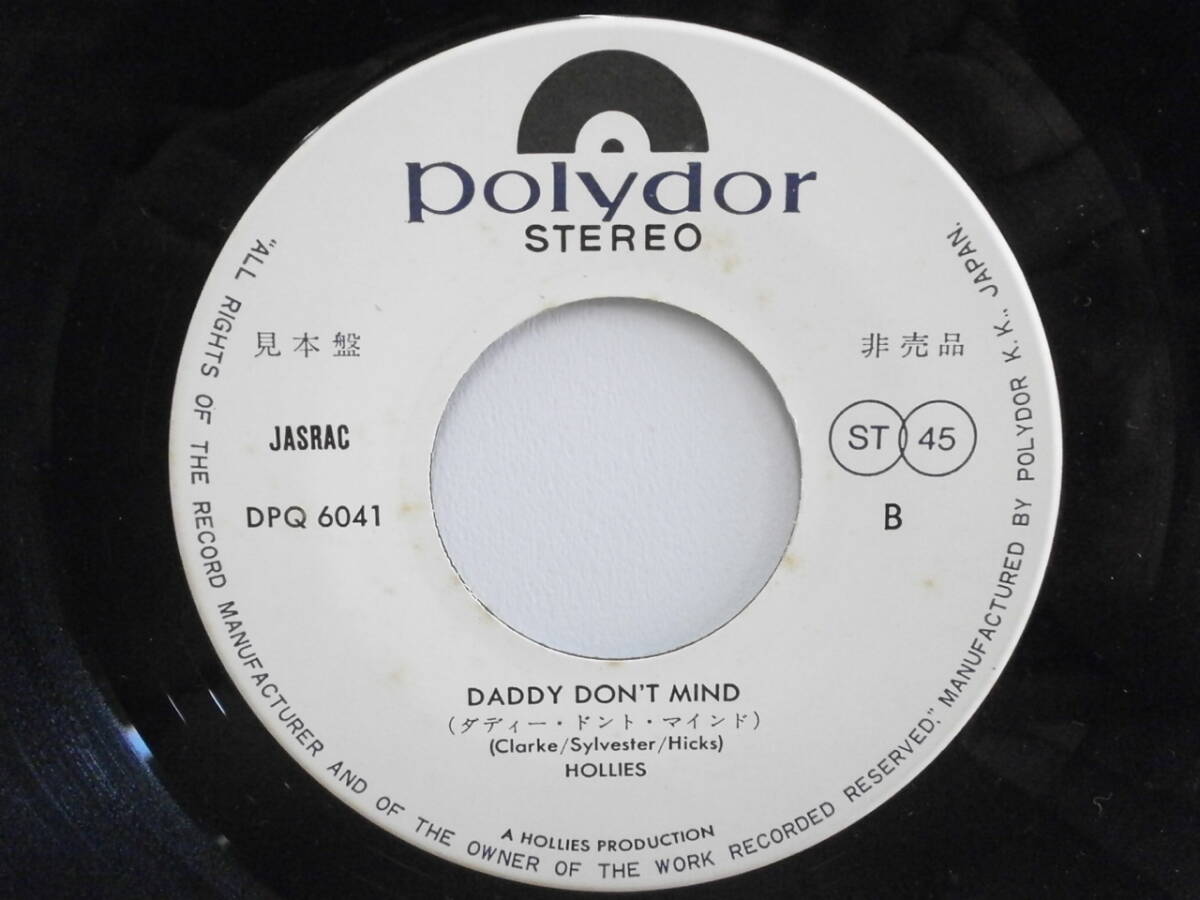 polydor
STEREO
見本盤
非売品
JASRAC
ST 45
DPQ 6041
B
DADDY DON'T MIND
(ダディー・ドント・マインド)
(Clarke/Sylvester/Hicks)
HOLLIES
A HOLLIES PRODUCTION
"ALL RIGHTS OF THE RECORD MANUFACTURER AND OF THE OWNER OF THE WORK RECORDED RESERVED," MANUFACTURED BY POLYDOR K.K., JAPAN.